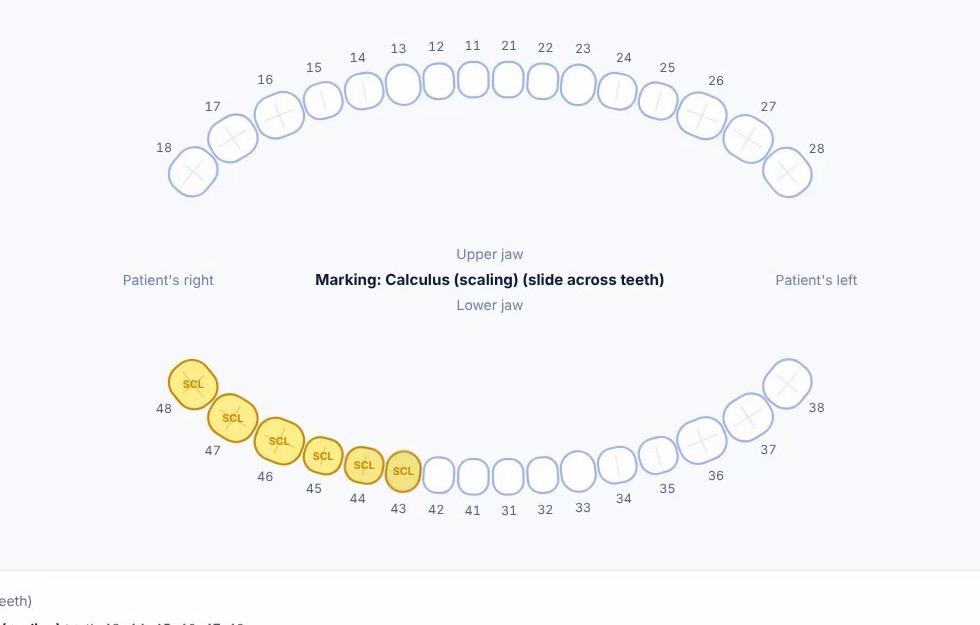 18 17 16 15 14 13 12 11 21 22 23 24 25 26 27 28
Upper jaw
Patient's right
Marking: Calculus (scaling) (slide across teeth)
Patient's left
Lower jaw
SCL SCL SCL SCL SCL SCL
48 47 46 45 44 43 42 41 31 32 33 34 35 36 37 38
eeth)